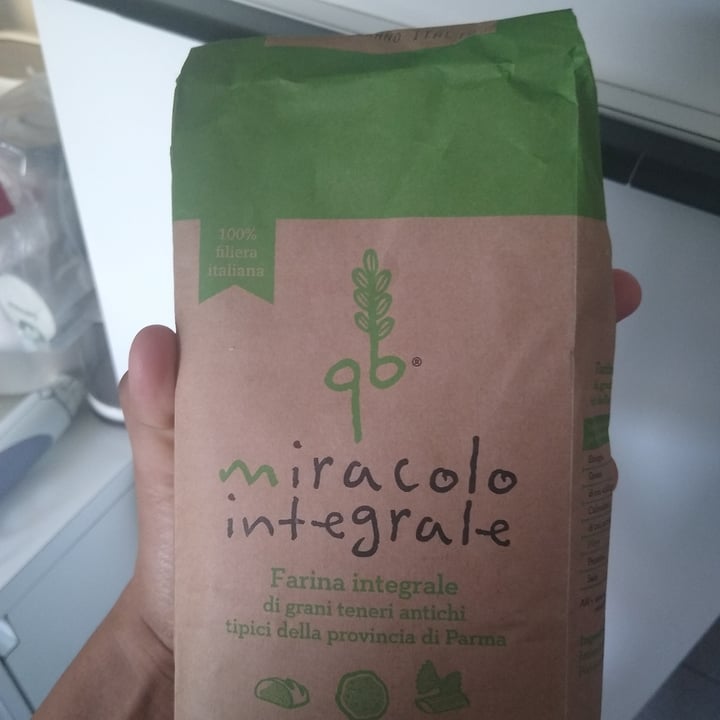 100%
filiera
italiana
qb®
miracolo
integrale
Farina integrale
di grani teneri antichi
tipici della provincia di Parma